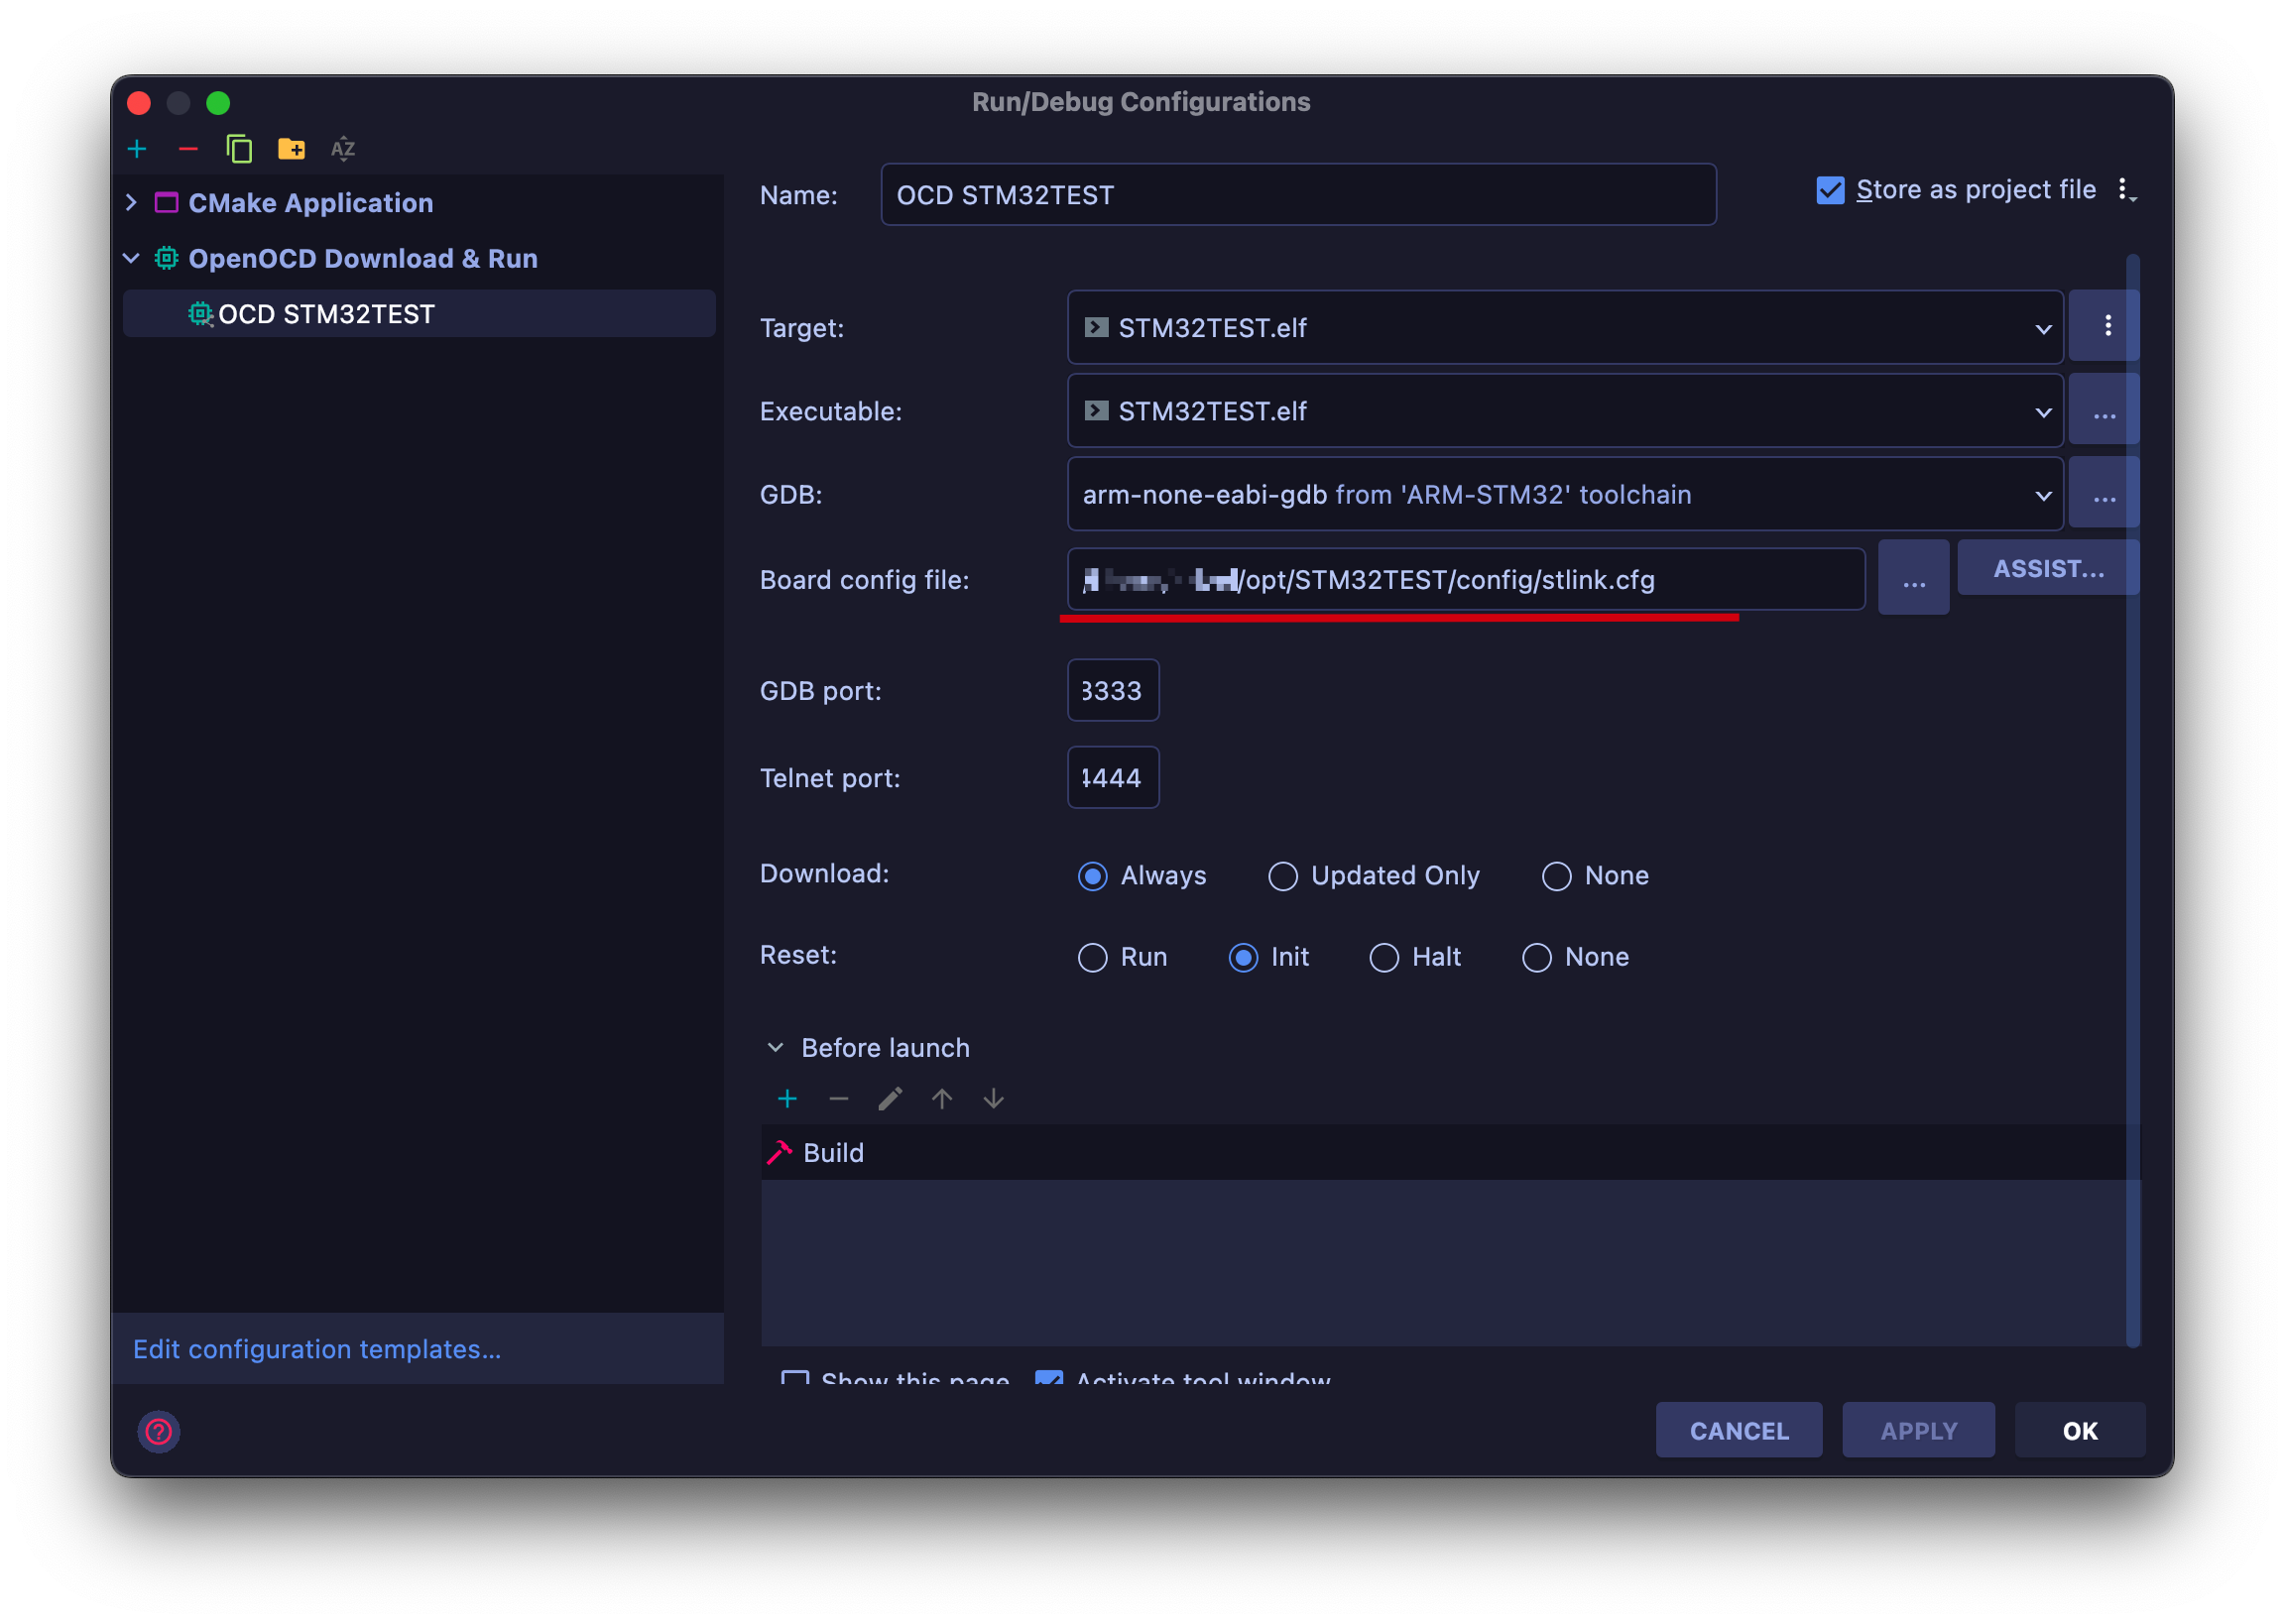 Run/Debug Configurations
CMake Application
OpenOCD Download & Run
OCD STM32TEST
Edit configuration templates...
Name: OCD STM32TEST Store as project file
Target: STM32TEST.elf
Executable: STM32TEST.elf ...
GDB: arm-none-eabi-gdb from 'ARM-STM32' toolchain ...
Board config file: /opt/STM32TEST/config/stlink.cfg ... ASSIST...
GDB port: 3333
Telnet port: 4444
Download: Always Updated Only None
Reset: Run Init Halt None
Before launch
Build
Show this page Activate tool window
? CANCEL APPLY OK